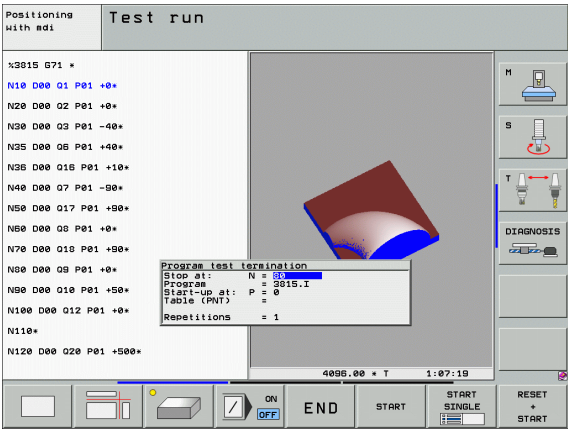 Positioning
with mdi
Test run
%3815 G71 *
N10 D00 Q1 P01 +0*
N20 D00 Q2 P01 +0*
N30 D00 Q3 P01 -40*
N35 D00 Q6 P01 +40*
N36 D00 Q16 P01 +10*
N40 D00 Q7 P01 -90*
N50 D00 Q17 P01 +90*
N60 D00 Q8 P01 +0*
N70 D00 Q18 P01 +90*
N80 D00 Q9 P01 +0*
N90 D00 Q10 P01 +50*
N100 D00 Q12 P01 +0*
N110*
N120 D00 Q20 P01 +500*
Program test termination
Stop at: N = 90
Program = 3815.I
Start-up at: P = 0
Table (PNT) =
Repetitions = 1
4096.00 * T 1:07:19
M
S
T
DIAGNOSIS
ON
OFF
END
START
START
SINGLE
RESET
+
START